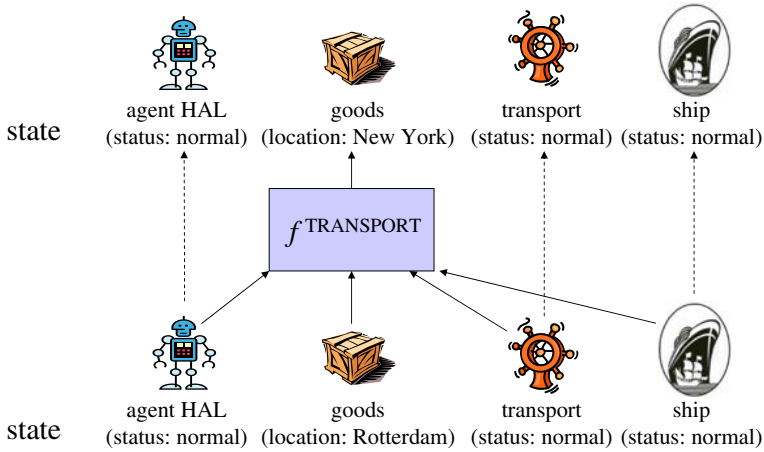 agent HAL goods transport ship
state (status: normal) (location: New York) (status: normal) (status: normal)
f TRANSPORT
agent HAL goods transport ship
state (status: normal) (location: Rotterdam) (status: normal) (status: normal)